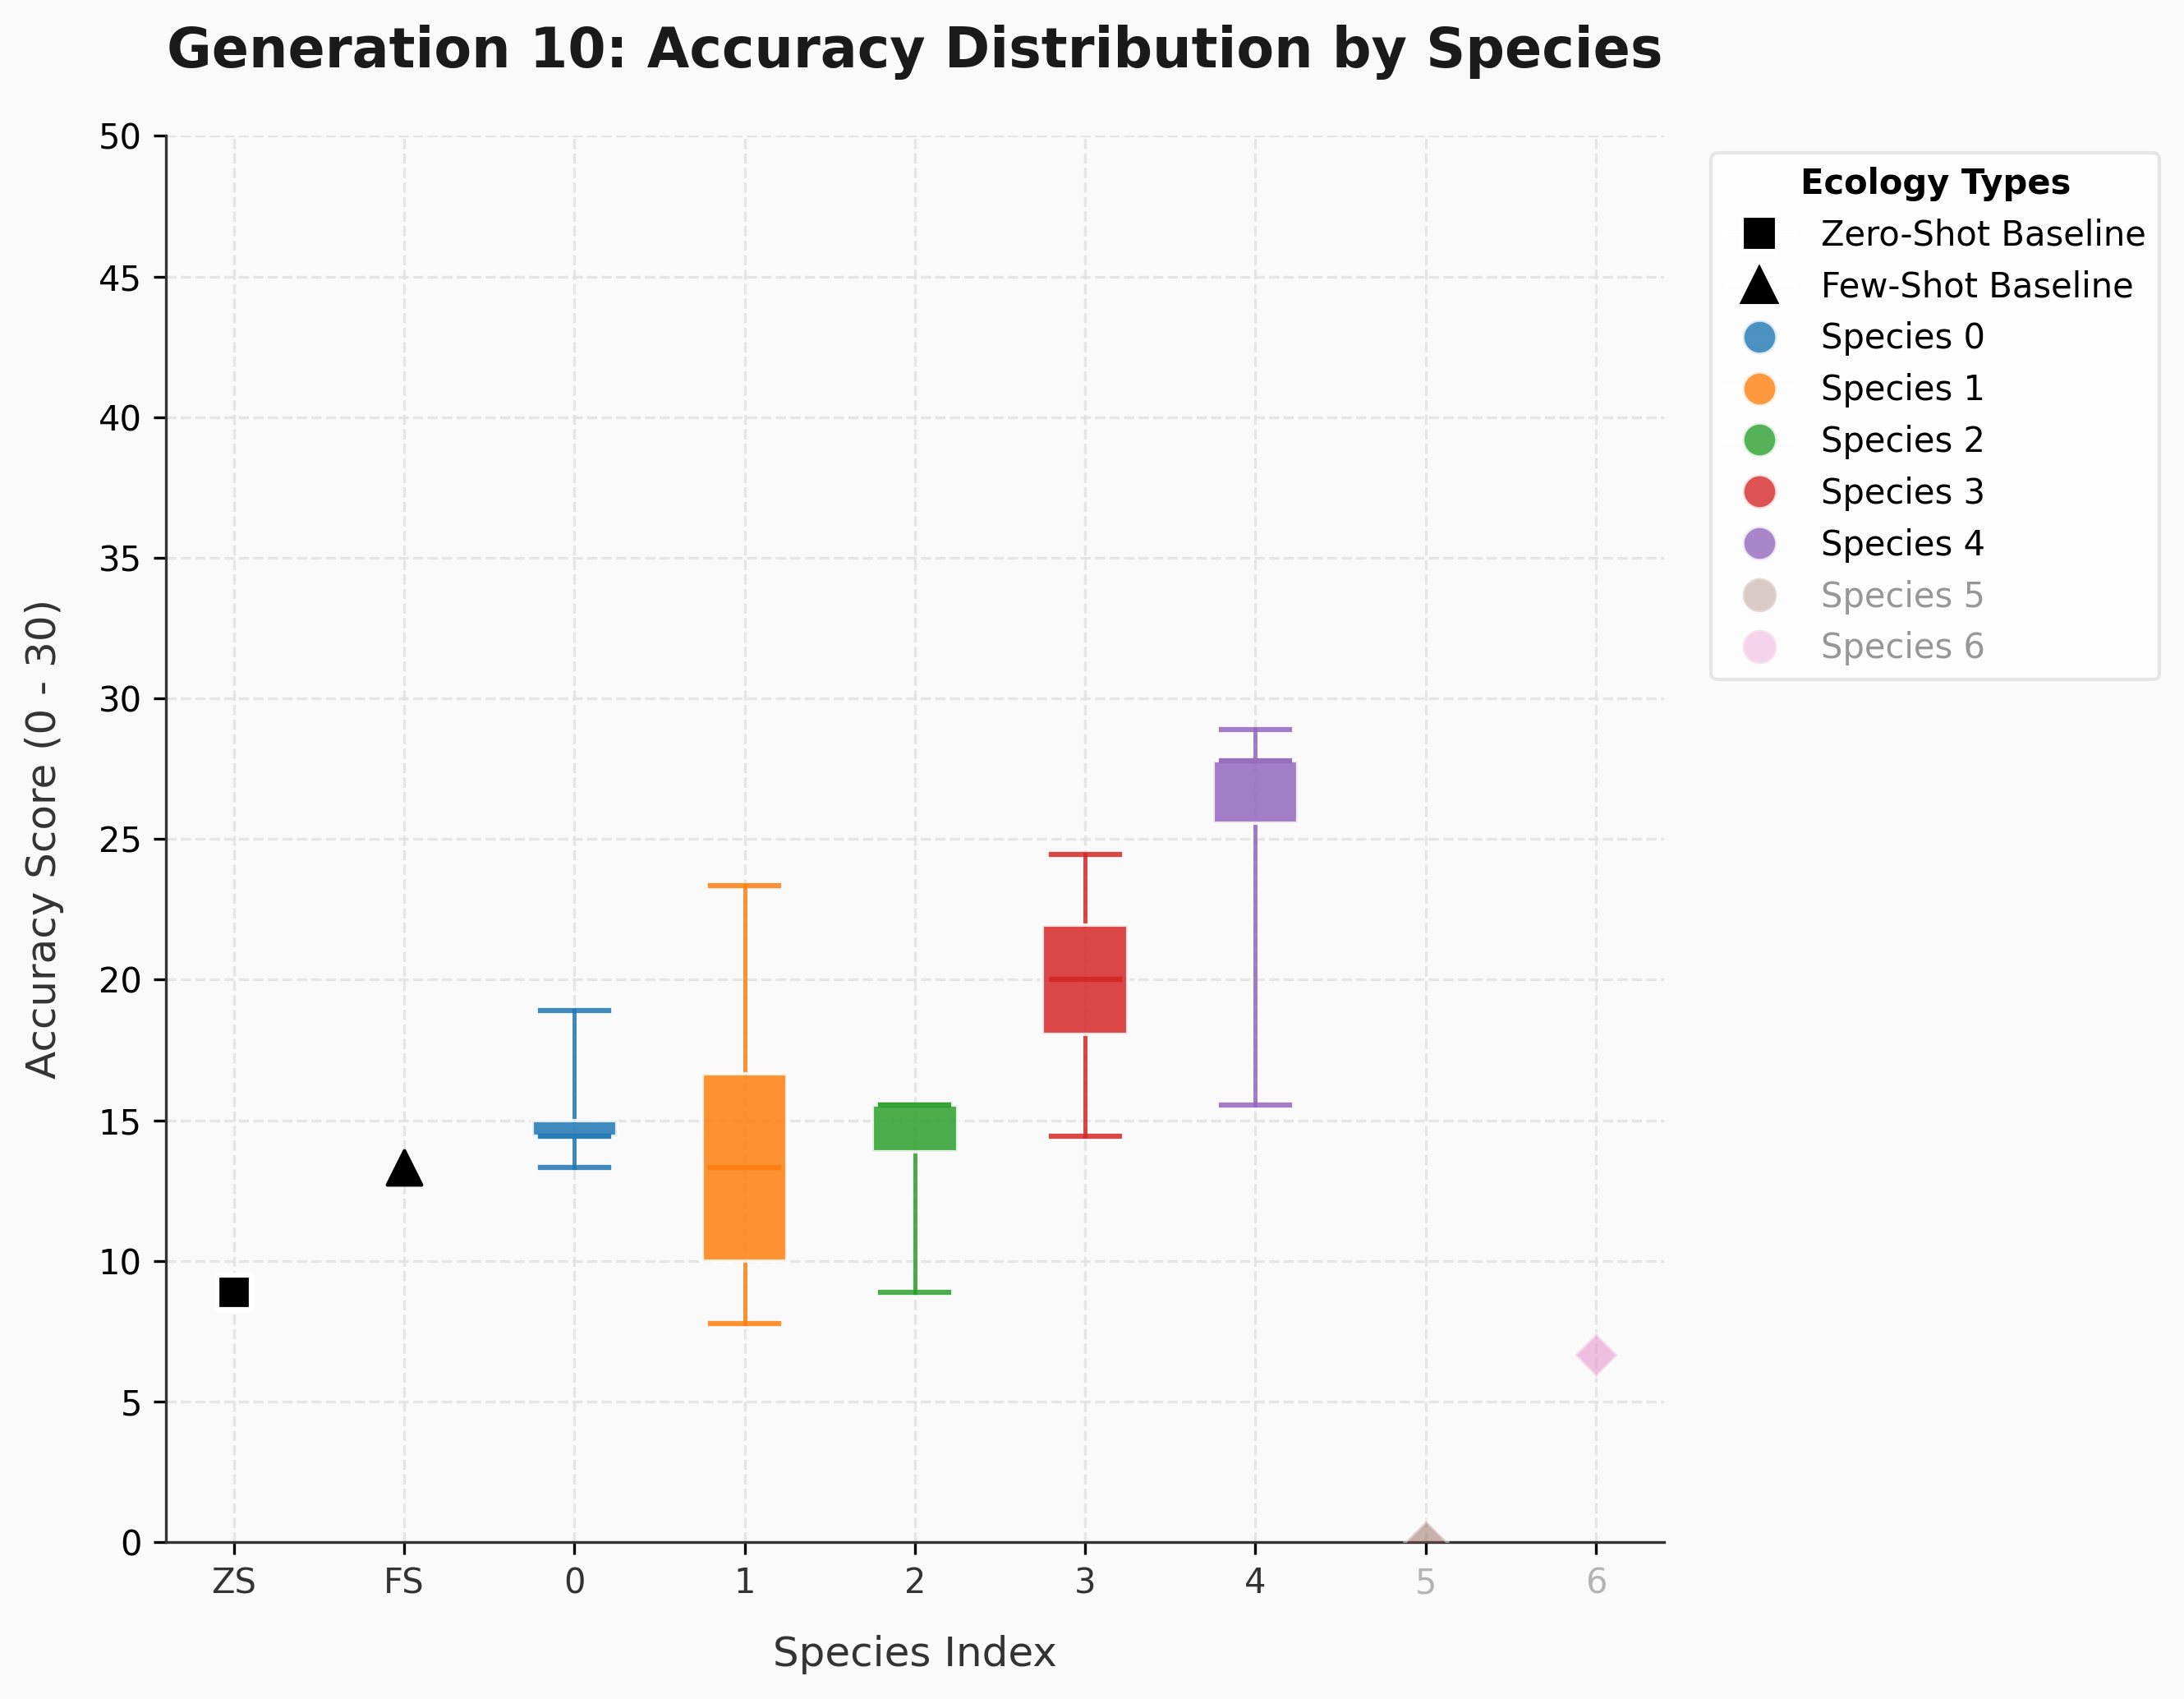 Generation 10: Accuracy Distribution by Species
50
45
40
35
30
25
20
15
10
5
0
Accuracy Score (0 - 30)
ZS FS 0 1 2 3 4 5 6
Species Index
Ecology Types
Zero-Shot Baseline
Few-Shot Baseline
Species 0
Species 1
Species 2
Species 3
Species 4
Species 5
Species 6